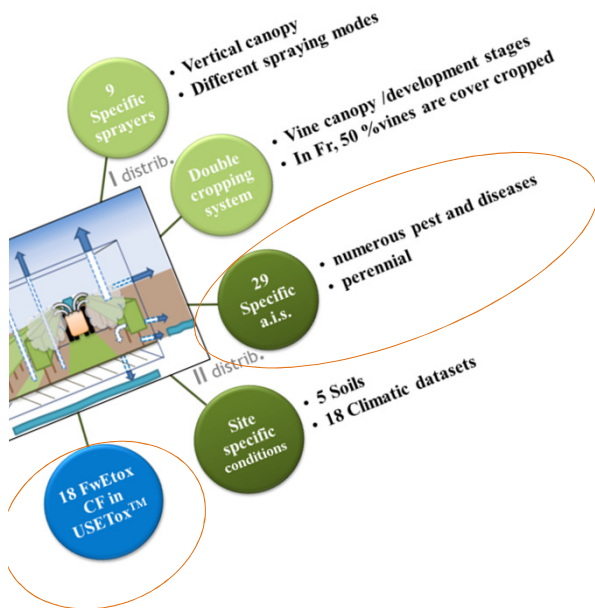 9
Specific
sprayers
• Vertical canopy
• Different spraying modes
I distrib.
Double
cropping
system
• Vine canopy /development stages
• In Fr, 50 %vines are cover cropped
29
Specific
a.i.s.
• numerous pest and diseases
• perennial
II distrib.
Site
specific
conditions
• 5 Soils
• 18 Climatic datasets
18 FwEtox
CF in
USETox™